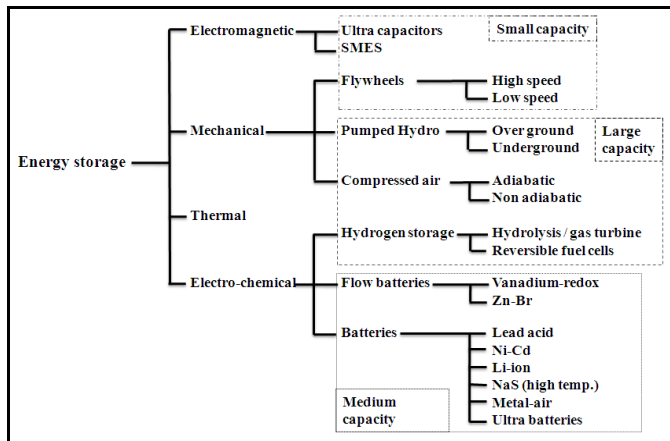 Electromagnetic
Ultra capacitors
SMES
Small capacity
Flywheels
High speed
Low speed
Energy storage
Mechanical
Pumped Hydro
Over ground
Underground
Large
capacity
Compressed air
Adiabatic
Non adiabatic
Thermal
Hydrogen storage
Hydrolysis / gas turbine
Reversible fuel cells
Electro-chemical
Flow batteries
Vanadium-redox
Zn-Br
Batteries
Lead acid
Ni-Cd
Li-ion
NaS (high temp.)
Metal-air
Ultra batteries
Medium
capacity